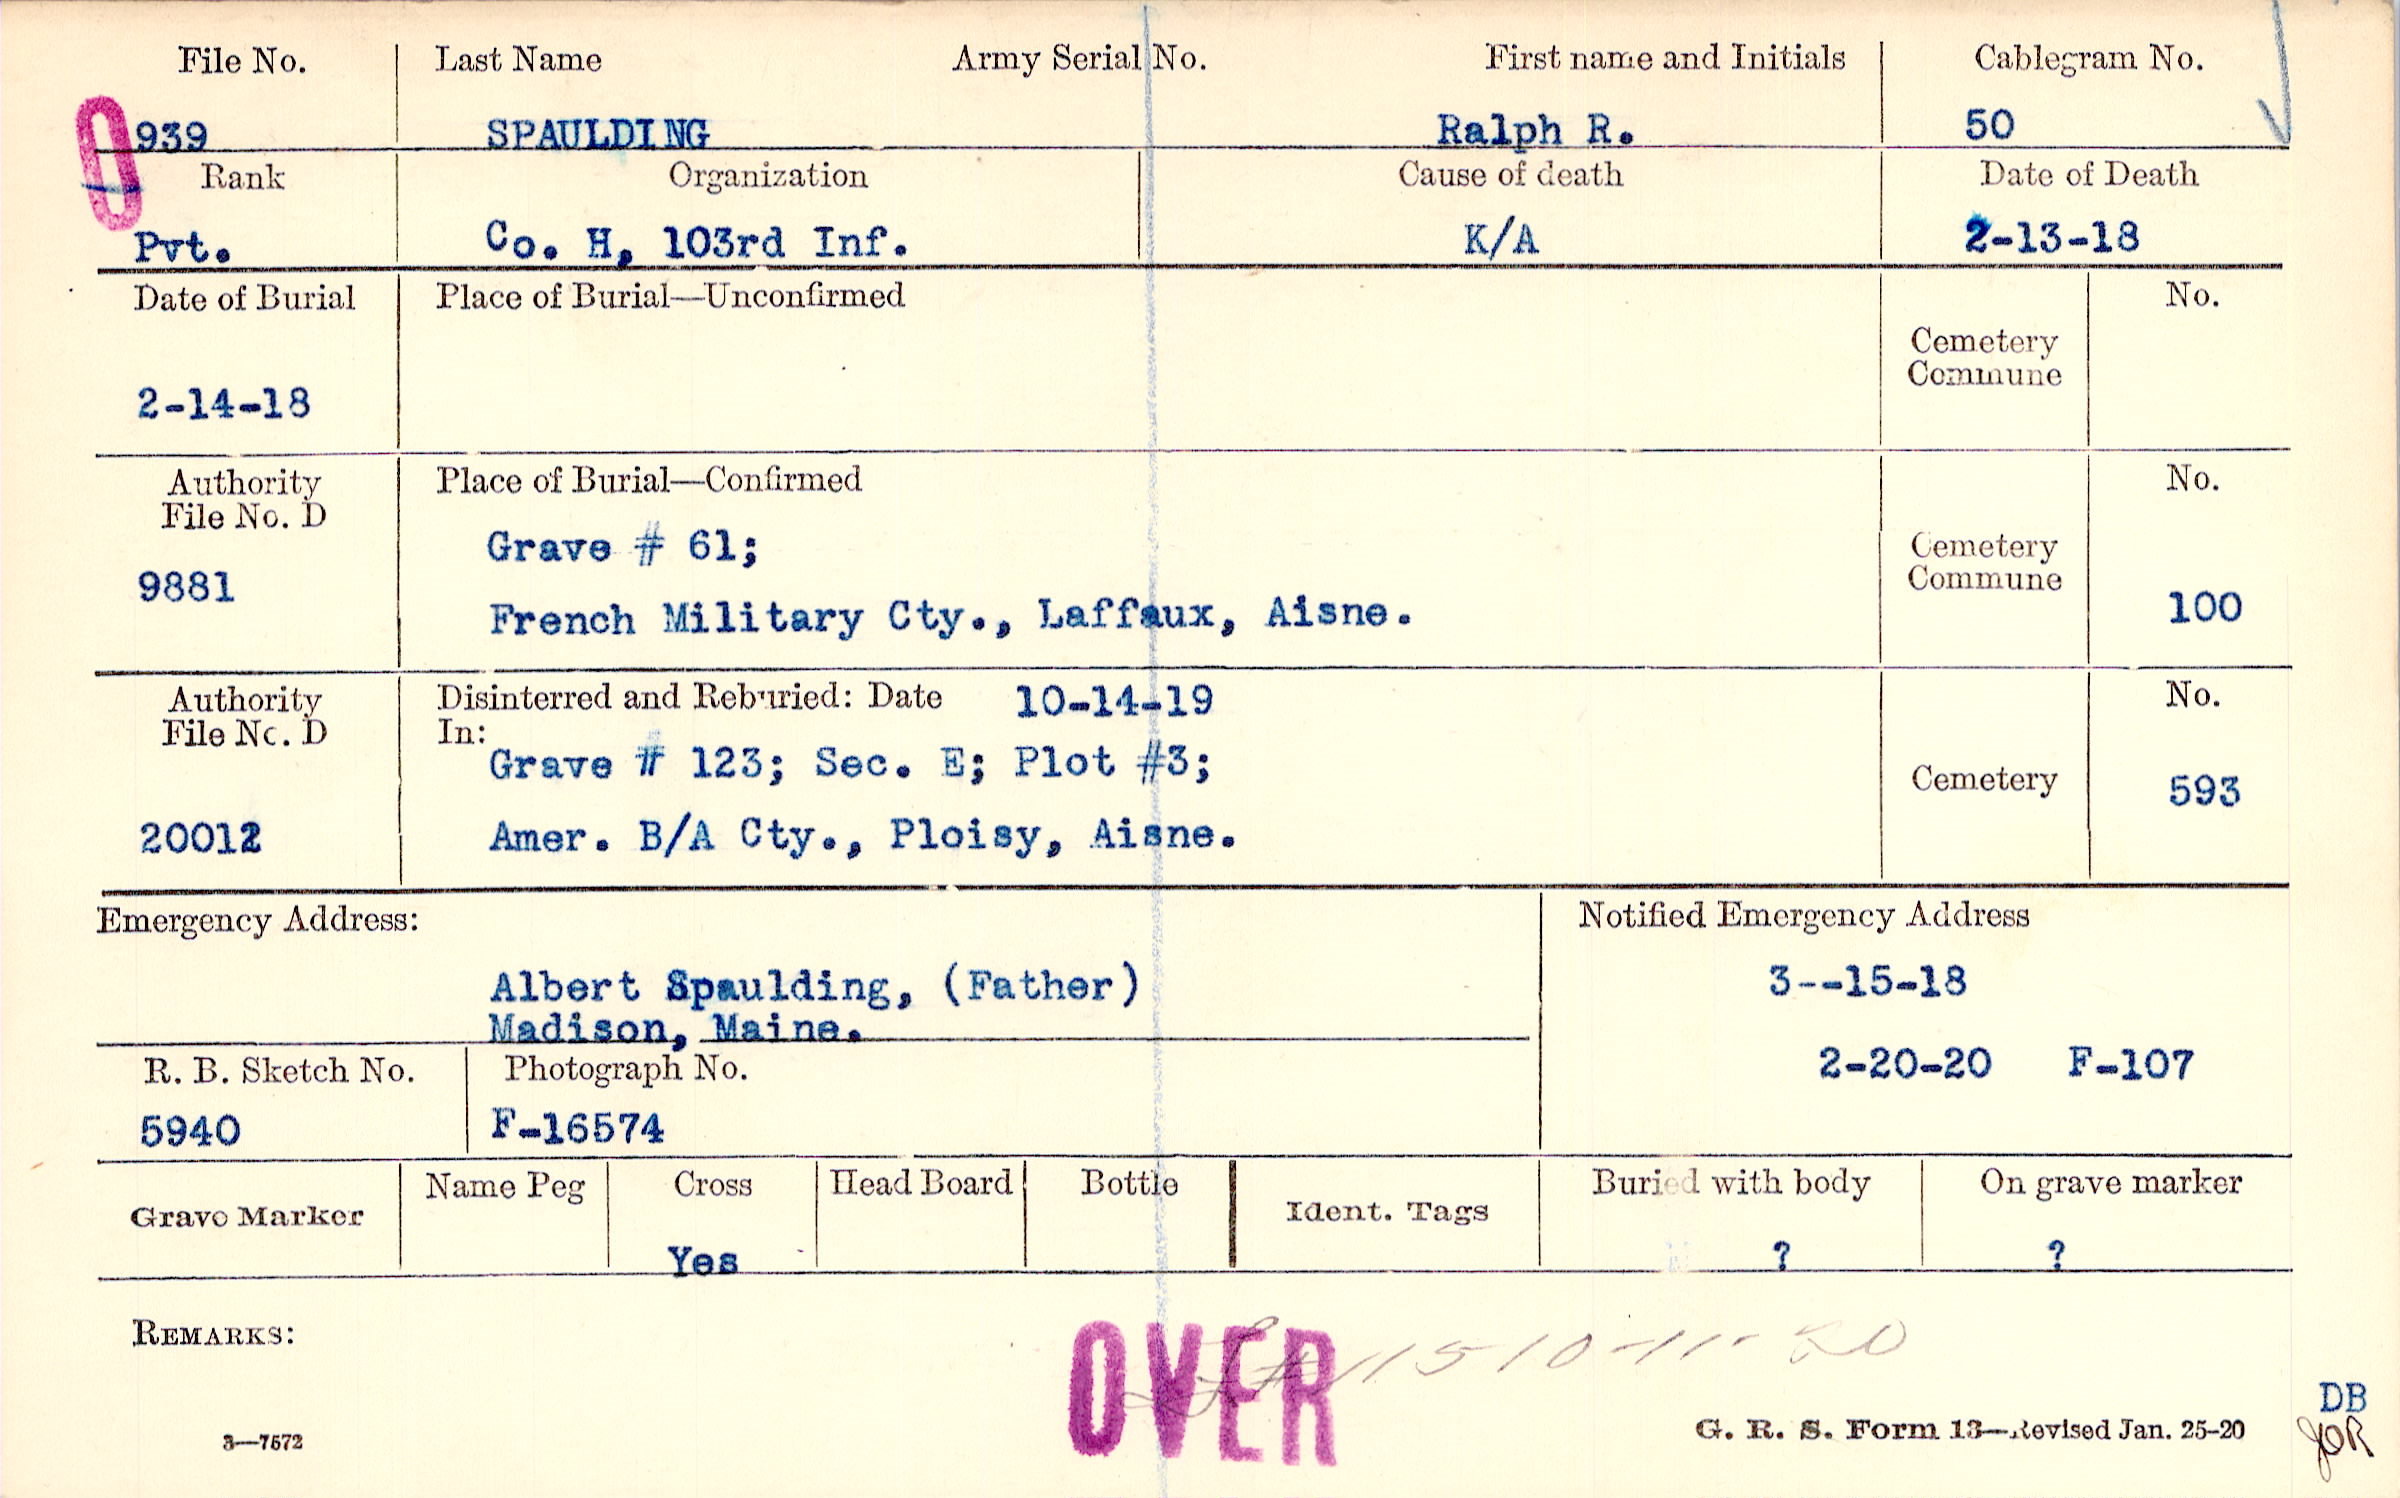 File No. Last Name Army Serial No. First name and Initials Cablegram No.
939 SPAULDING Ralph R. 50
Rank Organization Cause of death Date of Death
Pvt. Co. H, 103rd Inf. K/A 2-13-18
Date of Burial Place of Burial—Unconfirmed No.
Cemetery
Commune
2-14-18
Authority Place of Burial—Confirmed No.
File No. D
Grave # 61;
Cemetery
9881 Commune
French Military Cty., Laffaux, Aisne. 100
Authority Disinterred and Reburied: Date 10-14-19 No.
File No. D In:
Grave # 123; Sec. E; Plot #3;
Cemetery 593
20012 Amer. B/A Cty., Ploisy, Aisne.
Emergency Address: Notified Emergency Address
Albert Spaulding, (Father) 3--15-18
Madison, Maine.
R. B. Sketch No. Photograph No. 2-20-20 F-107
5940 F-16574
Grave Marker Name Peg Cross Head Board Bottle Ident. Tags Buried with body On grave marker
Yes ? ?
REMARKS:
OVER
115 10-11-20
DB
3—7572 G. R. S. Form 13—Revised Jan. 25-20
JOR